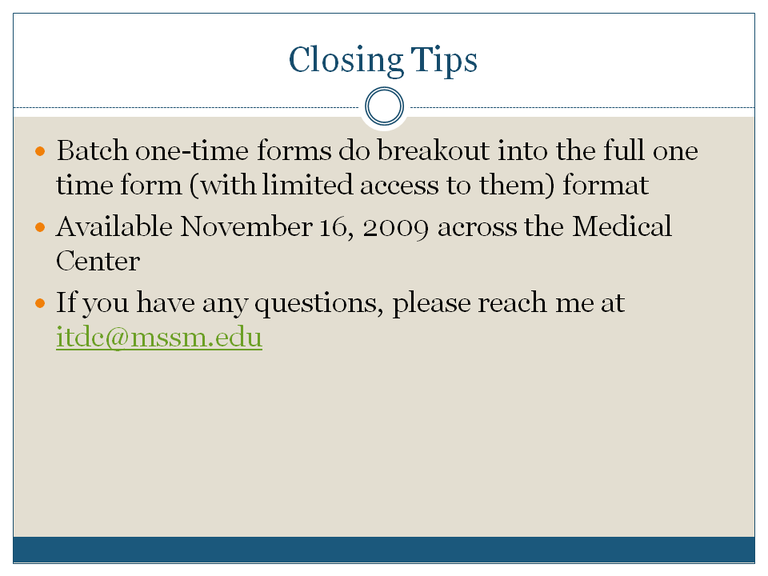 Closing Tips
Batch one-time forms do breakout into the full one
time form (with limited access to them) format
Available November 16, 2009 across the Medical
Center
If you have any questions, please reach me at
itdc@mssm.edu